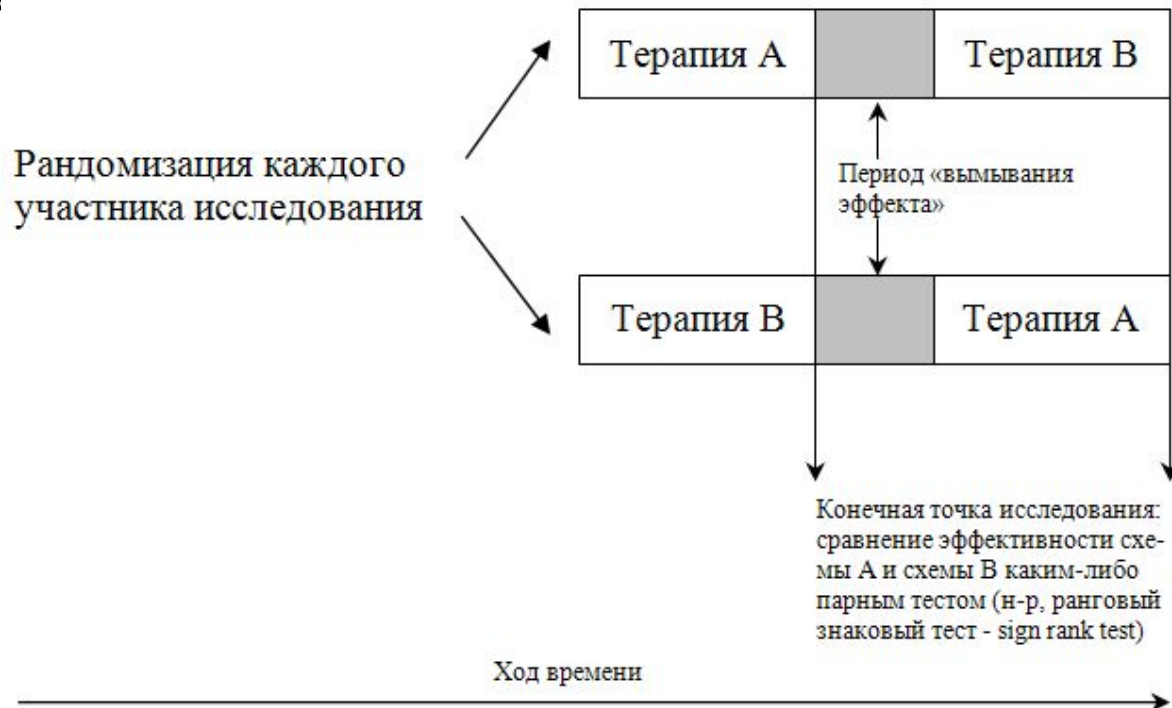 Терапия А
Терапия В
Рандомизация каждого
участника исследования
Период «вымывания
эффекта»
Терапия В
Терапия А
Конечная точка исследования:
сравнение эффективности схе-
мы А и схемы В каким-либо
парным тестом (н-р, ранговый
знаковый тест - sign rank test)
Ход времени